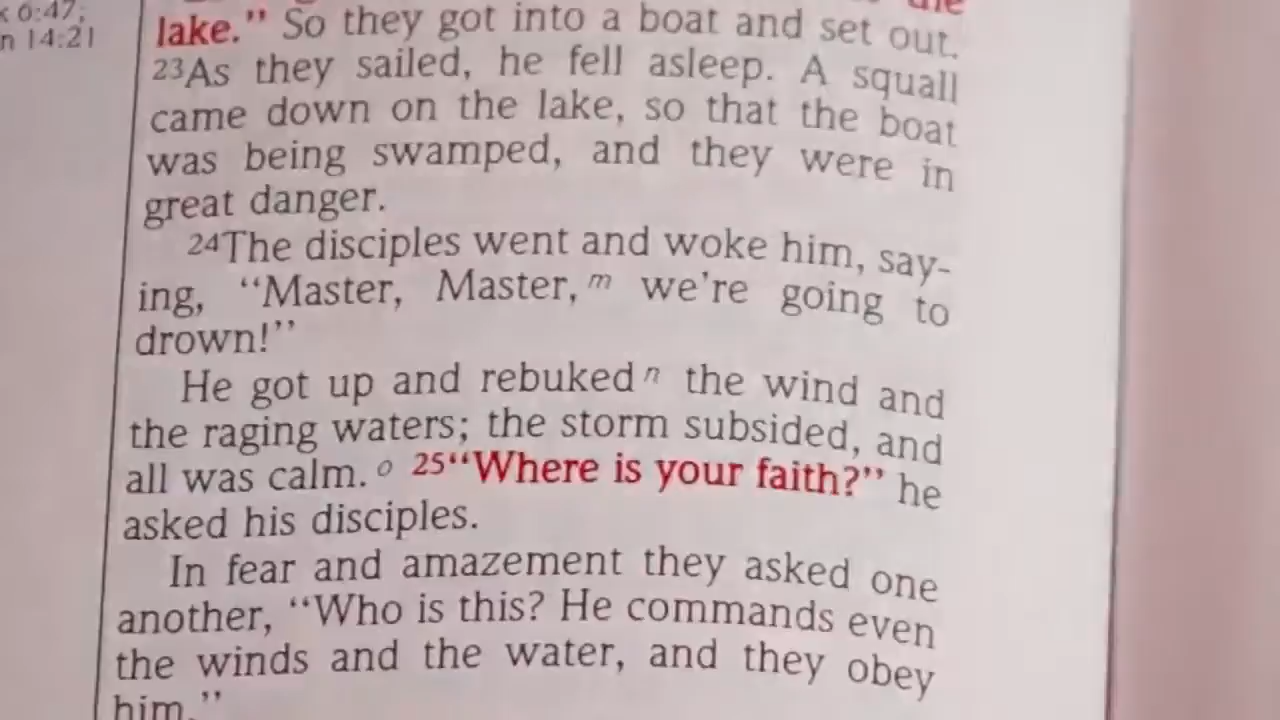 6:47;
14:21
lake." So they got into a boat and set out.
23As they sailed, he fell asleep. A squall
came down on the lake, so that the boat
was being swamped, and they were in
great danger.
24The disciples went and woke him, say-
ing, "Master, Master,m we're going to
drown!"
He got up and rebukedn the wind and
the raging waters; the storm subsided, and
all was calm.o 25"Where is your faith?" he
asked his disciples.
In fear and amazement they asked one
another, "Who is this? He commands even
the winds and the water, and they obey
him."